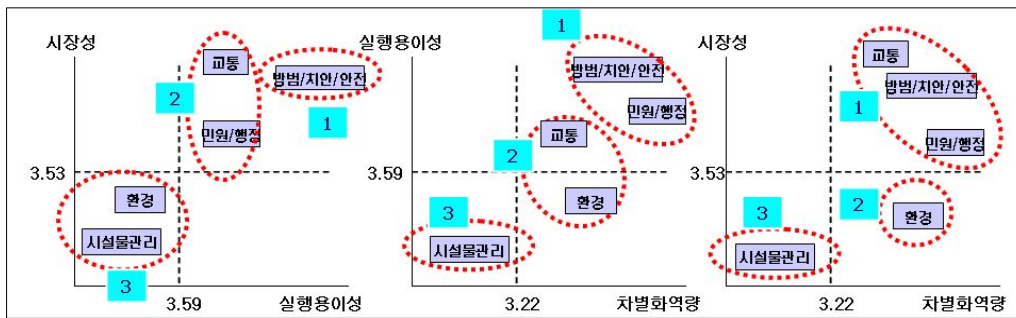 시장성
교통
방범/치안/안전
2
1
민원/행정
3.53
환경
시설물관리
3
3.59
실행용이성
실행용이성
1
방범/치안/안전
민원/행정
교통
2
3.59
환경
3
시설물관리
3.22
차별화역량
시장성
교통
방범/치안/안전
1
민원/행정
3.53
2
환경
3
시설물관리
3.22
차별화역량